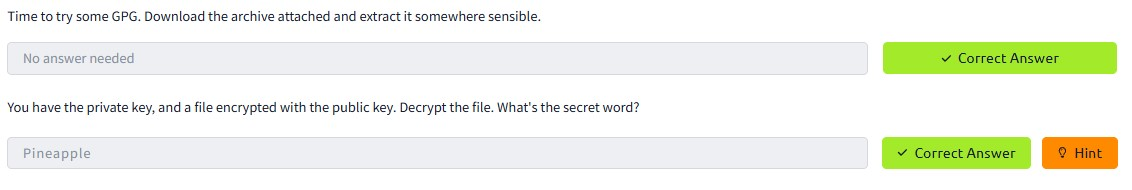 Time to try some GPG. Download the archive attached and extract it somewhere sensible.
No answer needed
Correct Answer
You have the private key, and a file encrypted with the public key. Decrypt the file. What's the secret word?
Pineapple
Correct Answer
Hint